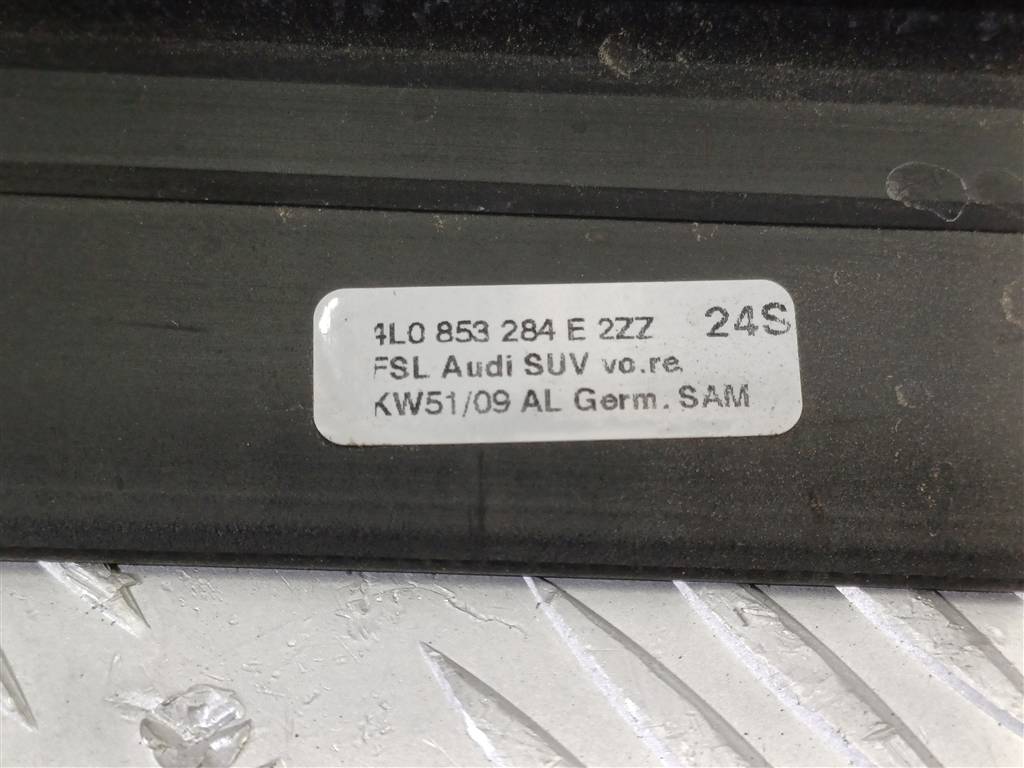 4L0 853 284 E 2ZZ 24S
FSL Audi SUV vo.re.
KW51/09 AL Germ. SAM